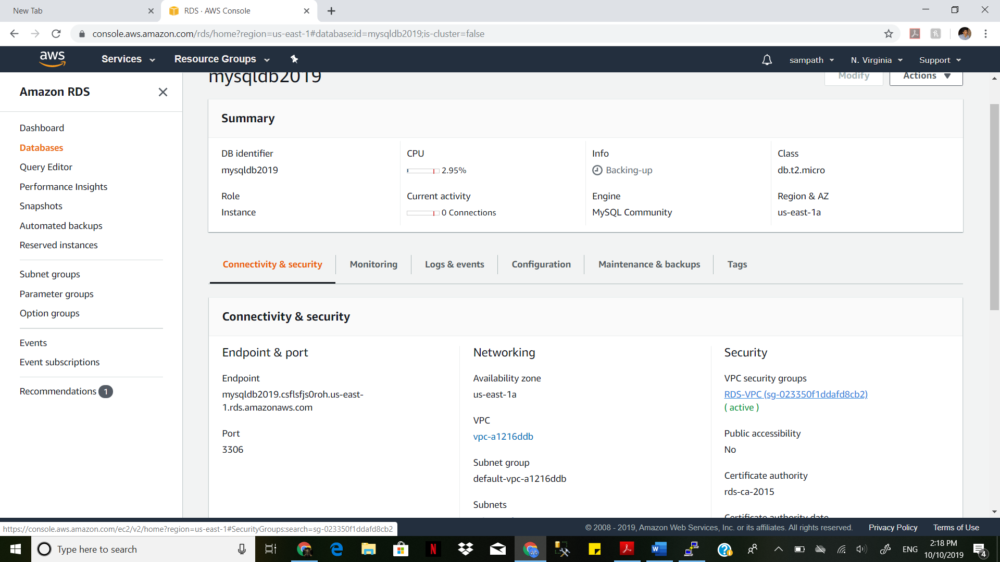 New Tab
RDS · AWS Console
console.aws.amazon.com/rds/home?region=us-east-1#database:id=mysqldb2019;is-cluster=false
aws
Services
Resource Groups
sampath
N. Virginia
Support
Amazon RDS
Dashboard
Databases
Query Editor
Performance Insights
Snapshots
Automated backups
Reserved instances
Subnet groups
Parameter groups
Option groups
Events
Event subscriptions
Recommendations 1
mysqldb2019
Modify
Actions
Summary
DB identifier
mysqldb2019
CPU
2.95%
Info
Backing-up
Class
db.t2.micro
Role
Instance
Current activity
0 Connections
Engine
MySQL Community
Region & AZ
us-east-1a
Connectivity & security
Monitoring
Logs & events
Configuration
Maintenance & backups
Tags
Connectivity & security
Endpoint & port
Endpoint
mysqldb2019.csflsfjs0roh.us-east-
1.rds.amazonaws.com
Port
3306
Networking
Availability zone
us-east-1a
VPC
vpc-a1216ddb
Subnet group
default-vpc-a1216ddb
Subnets
Security
VPC security groups
RDS-VPC (sg-023350f1ddafd8cb2)
( active )
Public accessibility
No
Certificate authority
rds-ca-2015
Certificate authority date
https://console.aws.amazon.com/ec2/v2/home?region=us-east-1#SecurityGroups:search=sg-023350f1ddafd8cb2
© 2008 - 2019, Amazon Web Services, Inc. or its affiliates. All rights reserved.
Privacy Policy
Terms of Use
Type here to search
ENG
2:18 PM
10/10/2019
4